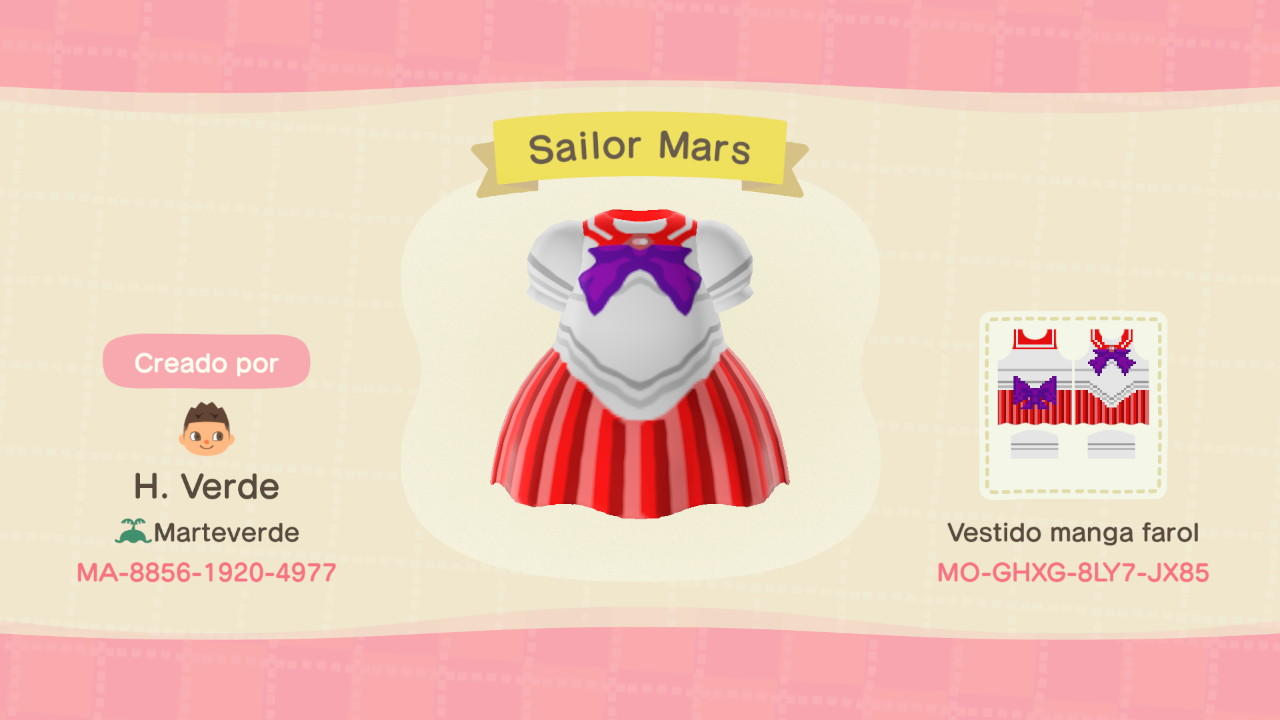 Sailor Mars
Creado por
H. Verde
Marteverde
MA-8856-1920-4977
Vestido manga farol
MO-GHXG-8LY7-JX85